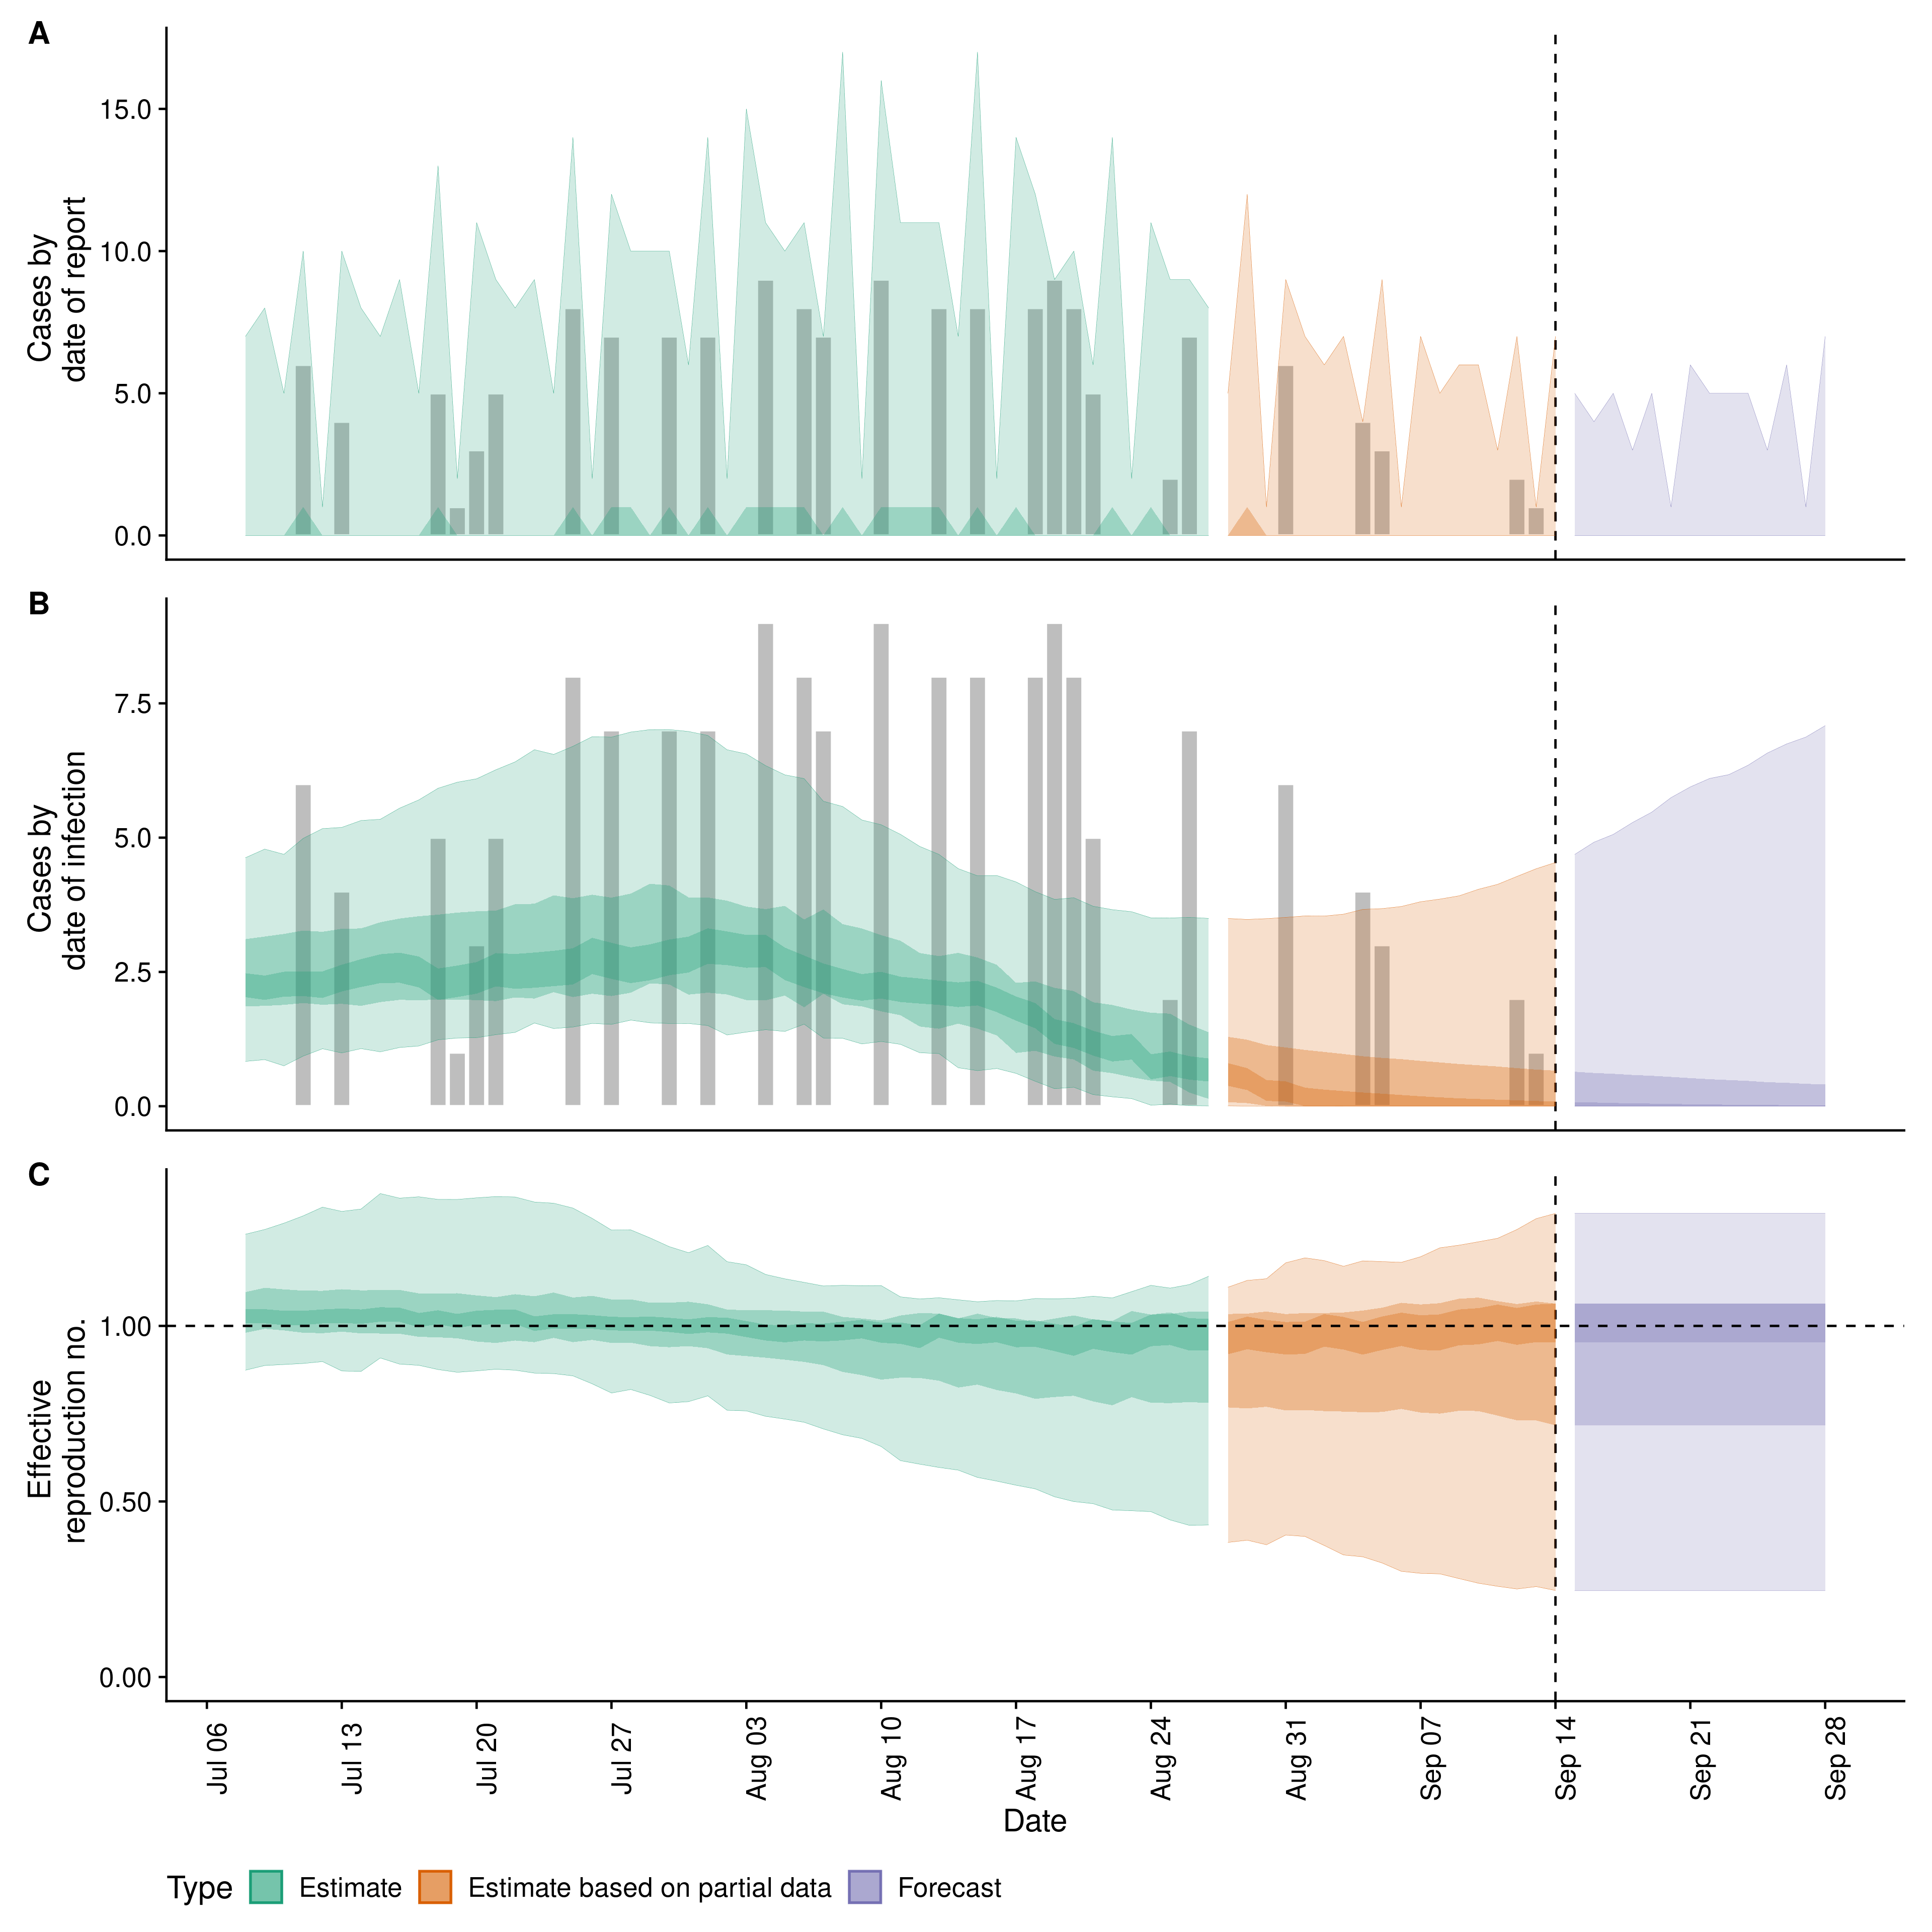 A
Cases by
date of report
15.0
10.0
5.0
0.0
B
Cases by
date of infection
7.5
5.0
2.5
0.0
C
Effective
reproduction no.
1.00
0.50
0.00
Jul 06
Jul 13
Jul 20
Jul 27
Aug 03
Aug 10
Aug 17
Aug 24
Aug 31
Sep 07
Sep 14
Sep 21
Sep 28
Date
Type Estimate Estimate based on partial data Forecast